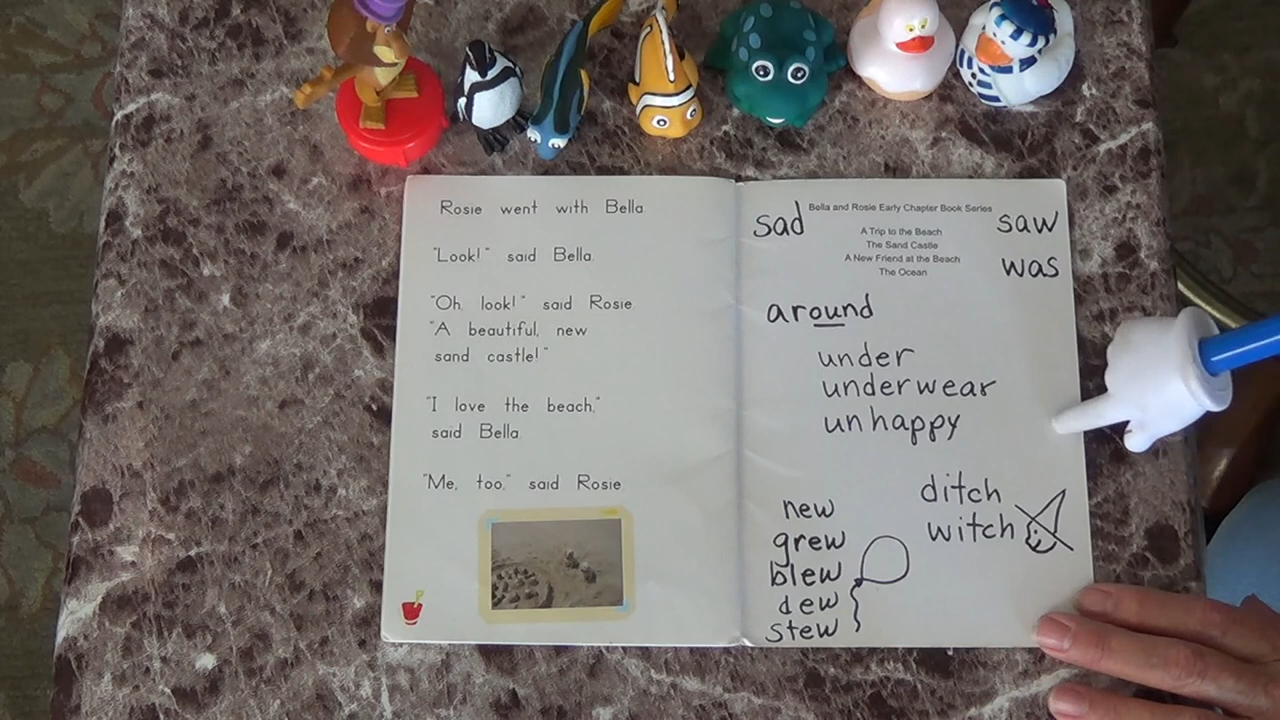 Rosie went with Bella.
"Look!" said Bella.
"Oh, look!" said Rosie.
"A beautiful, new
sand castle!"
"I love the beach,"
said Bella.
"Me, too," said Rosie.
Bella and Rosie Early Chapter Book Series
A Trip to the Beach
The Sand Castle
A New Friend at the Beach
The Ocean
sad
saw
was
around
under
underwear
unhappy
ditch
witch
new
grew
blew
dew
stew